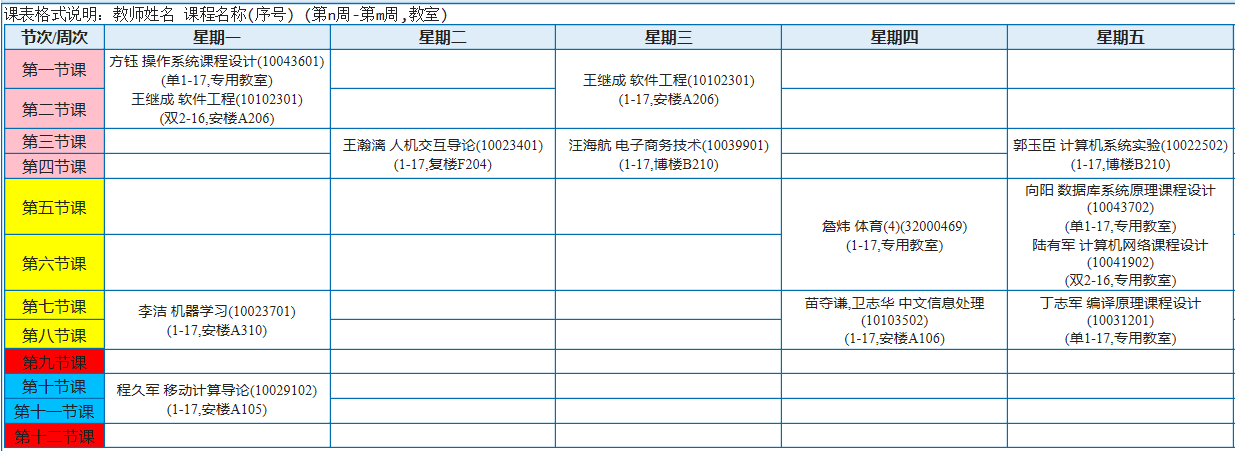 课表格式说明：教师姓名 课程名称(序号) (第n周-第m周,教室)
节次/周次 星期一 星期二 星期三 星期四 星期五
第一节课
方钰 操作系统课程设计(10043601)
(单1-17,专用教室)
王继成 软件工程(10102301)
(双2-16,安楼A206)
王继成 软件工程(10102301)
(1-17,安楼A206)
第二节课
第三节课
王瀚漓 人机交互导论(10023401)
(1-17,复楼F204)
汪海航 电子商务技术(10039901)
(1-17,博楼B210)
郭玉臣 计算机系统实验(10022502)
(1-17,博楼B210)
第四节课
第五节课
詹炜 体育(4)(32000469)
(1-17,专用教室)
向阳 数据库系统原理课程设计
(10043702)
(单1-17,专用教室)
陆有军 计算机网络课程设计
(10041902)
(双2-16,专用教室)
第六节课
第七节课
李洁 机器学习(10023701)
(1-17,安楼A310)
苗夺谦,卫志华 中文信息处理
(10103502)
(1-17,安楼A106)
丁志军 编译原理课程设计
(10031201)
(单1-17,专用教室)
第八节课
第九节课
第十节课
程久军 移动计算导论(10029102)
(1-17,安楼A105)
第十一节课
第十二节课